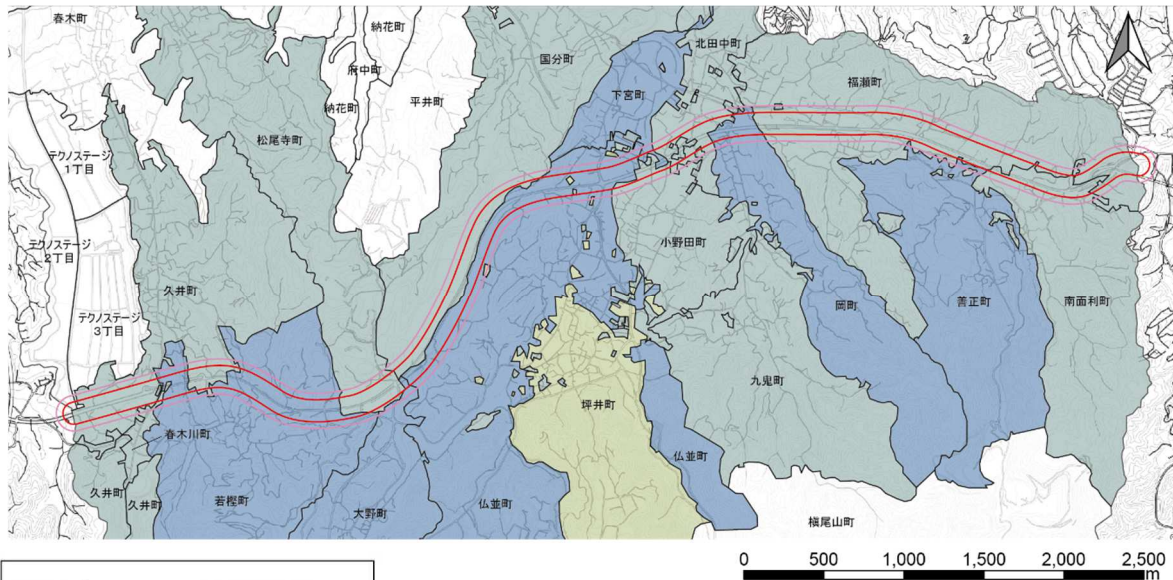 春木町
納花町
府中町
納花町
平井町
国分町
北田中町
下宮町
福瀬町
松尾寺町
テクノステージ
1丁目
テクノステージ
2丁目
テクノステージ
3丁目
久井町
小野田町
岡町
善正町
南面利町
九鬼町
坪井町
春木川町
仏並町
久井町
久井町
若樫町
大野町
仏並町
槇尾山町
0 500 1,000 1,500 2,000 2,500
m